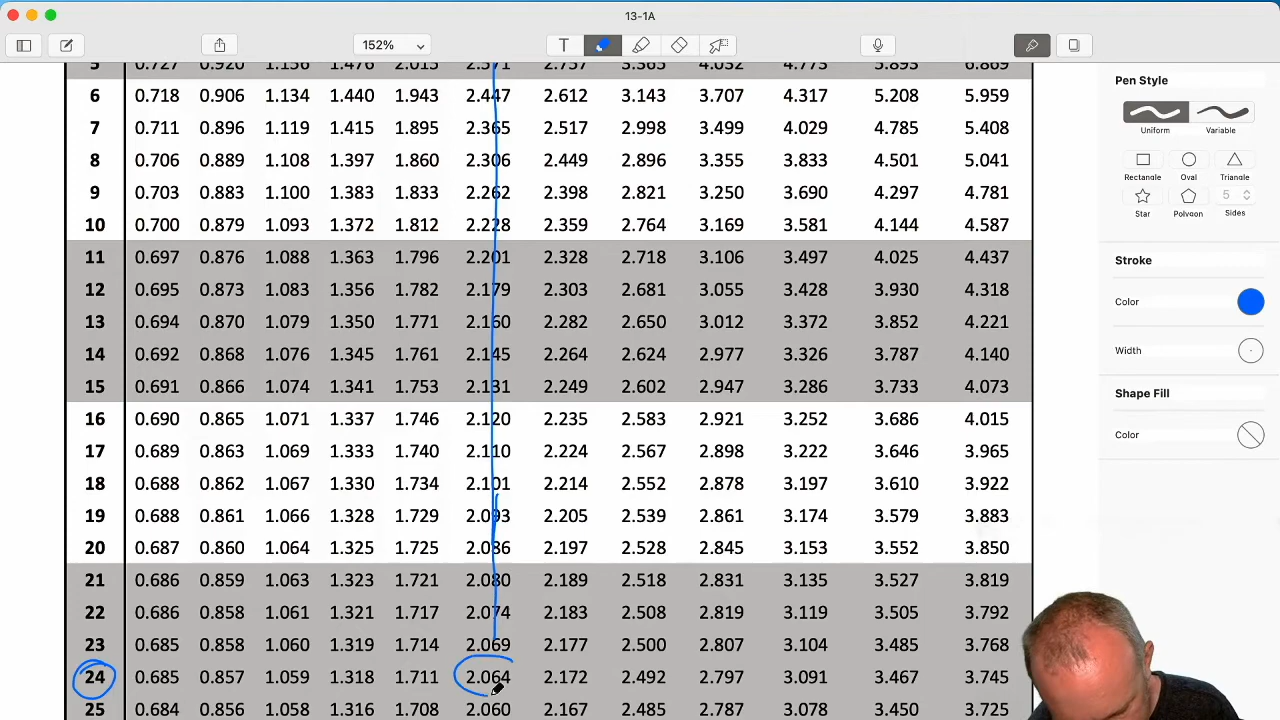 13-1A
152%
T
5 0.727 0.920 1.156 1.476 2.015 2.571 2.757 3.365 4.032 4.773 5.893 6.869
6 0.718 0.906 1.134 1.440 1.943 2.447 2.612 3.143 3.707 4.317 5.208 5.959
7 0.711 0.896 1.119 1.415 1.895 2.365 2.517 2.998 3.499 4.029 4.785 5.408
8 0.706 0.889 1.108 1.397 1.860 2.306 2.449 2.896 3.355 3.833 4.501 5.041
9 0.703 0.883 1.100 1.383 1.833 2.262 2.398 2.821 3.250 3.690 4.297 4.781
10 0.700 0.879 1.093 1.372 1.812 2.228 2.359 2.764 3.169 3.581 4.144 4.587
11 0.697 0.876 1.088 1.363 1.796 2.201 2.328 2.718 3.106 3.497 4.025 4.437
12 0.695 0.873 1.083 1.356 1.782 2.179 2.303 2.681 3.055 3.428 3.930 4.318
13 0.694 0.870 1.079 1.350 1.771 2.160 2.282 2.650 3.012 3.372 3.852 4.221
14 0.692 0.868 1.076 1.345 1.761 2.145 2.264 2.624 2.977 3.326 3.787 4.140
15 0.691 0.866 1.074 1.341 1.753 2.131 2.249 2.602 2.947 3.286 3.733 4.073
16 0.690 0.865 1.071 1.337 1.746 2.120 2.235 2.583 2.921 3.252 3.686 4.015
17 0.689 0.863 1.069 1.333 1.740 2.110 2.224 2.567 2.898 3.222 3.646 3.965
18 0.688 0.862 1.067 1.330 1.734 2.101 2.214 2.552 2.878 3.197 3.610 3.922
19 0.688 0.861 1.066 1.328 1.729 2.093 2.205 2.539 2.861 3.174 3.579 3.883
20 0.687 0.860 1.064 1.325 1.725 2.086 2.197 2.528 2.845 3.153 3.552 3.850
21 0.686 0.859 1.063 1.323 1.721 2.080 2.189 2.518 2.831 3.135 3.527 3.819
22 0.686 0.858 1.061 1.321 1.717 2.074 2.183 2.508 2.819 3.119 3.505 3.792
23 0.685 0.858 1.060 1.319 1.714 2.069 2.177 2.500 2.807 3.104 3.485 3.768
24 0.685 0.857 1.059 1.318 1.711 2.064 2.172 2.492 2.797 3.091 3.467 3.745
25 0.684 0.856 1.058 1.316 1.708 2.060 2.167 2.485 2.787 3.078 3.450 3.725
Pen Style
Uniform Variable
Rectangle Oval Triangle
5
Star Polygon Sides
Stroke
Color
Width
Shape Fill
Color